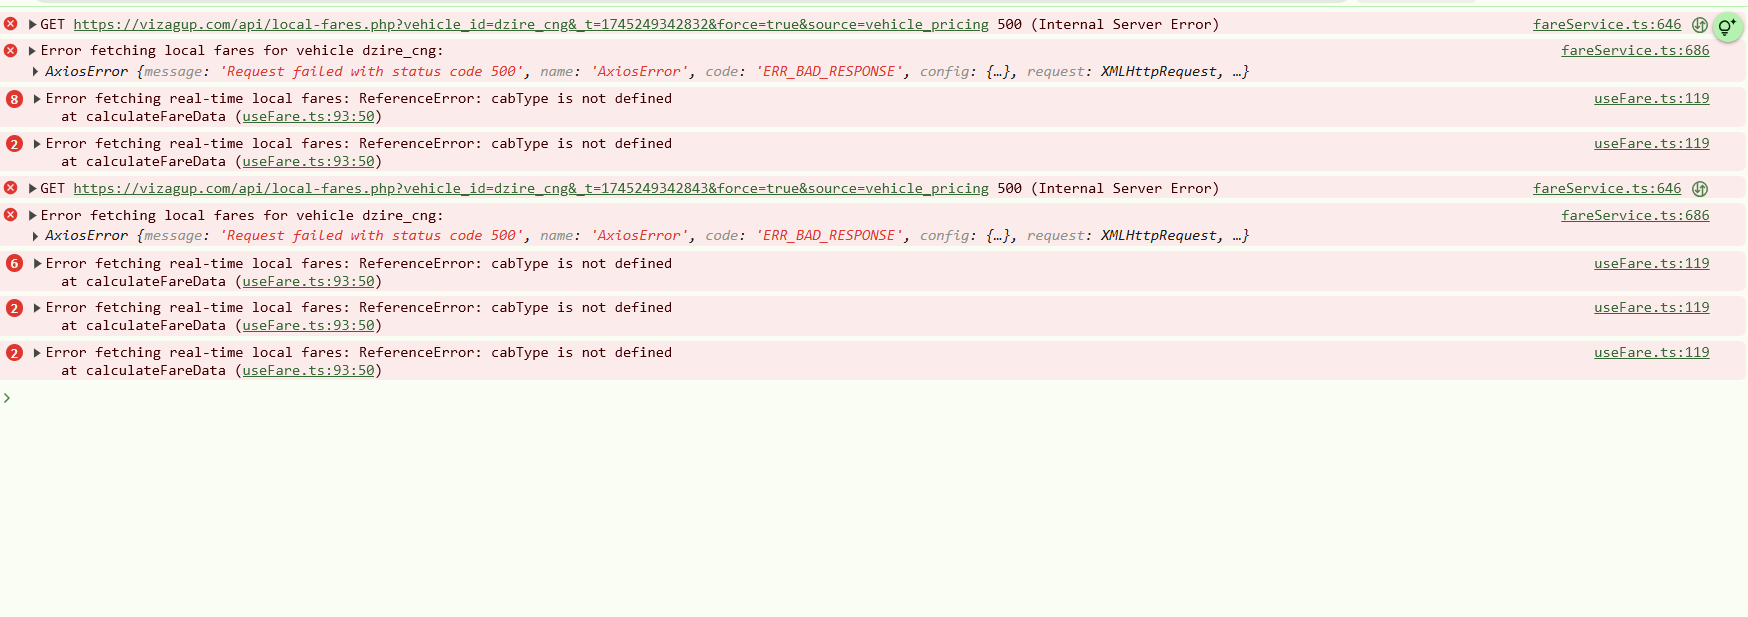 GET https://vizagup.com/api/local-fares.php?vehicle_id=dzire_cng&_t=1745249342832&force=true&source=vehicle_pricing 500 (Internal Server Error) fareService.ts:646
Error fetching local fares for vehicle dzire_cng: fareService.ts:686
AxiosError {message: 'Request failed with status code 500', name: 'AxiosError', code: 'ERR_BAD_RESPONSE', config: {…}, request: XMLHttpRequest, …}
8 Error fetching real-time local fares: ReferenceError: cabType is not defined useFare.ts:119
at calculateFareData (useFare.ts:93:50)
2 Error fetching real-time local fares: ReferenceError: cabType is not defined useFare.ts:119
at calculateFareData (useFare.ts:93:50)
GET https://vizagup.com/api/local-fares.php?vehicle_id=dzire_cng&_t=1745249342843&force=true&source=vehicle_pricing 500 (Internal Server Error) fareService.ts:646
Error fetching local fares for vehicle dzire_cng: fareService.ts:686
AxiosError {message: 'Request failed with status code 500', name: 'AxiosError', code: 'ERR_BAD_RESPONSE', config: {…}, request: XMLHttpRequest, …}
6 Error fetching real-time local fares: ReferenceError: cabType is not defined useFare.ts:119
at calculateFareData (useFare.ts:93:50)
2 Error fetching real-time local fares: ReferenceError: cabType is not defined useFare.ts:119
at calculateFareData (useFare.ts:93:50)
2 Error fetching real-time local fares: ReferenceError: cabType is not defined useFare.ts:119
at calculateFareData (useFare.ts:93:50)